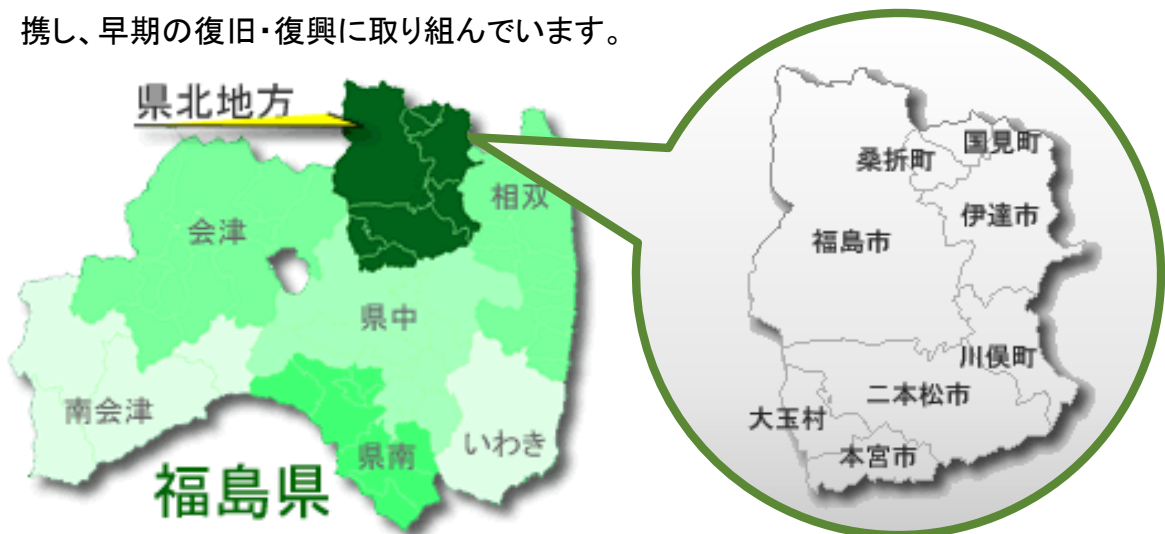 携し、早期の復旧・復興に取り組んでいます。
県北地方
相双
会津
県中
南会津
いわき
県南
福島県
国見町
桑折町
伊達市
福島市
川俣町
二本松市
大玉村
本宮市